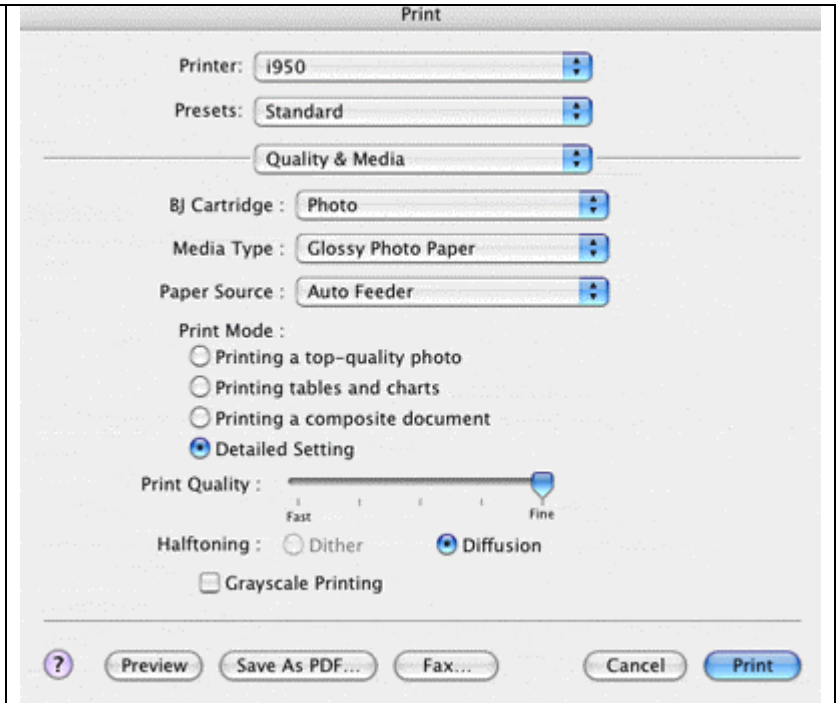 Print
Printer: i950
Presets: Standard
Quality & Media
BJ Cartridge : Photo
Media Type : Glossy Photo Paper
Paper Source : Auto Feeder
Print Mode :
Printing a top-quality photo
Printing tables and charts
Printing a composite document
Detailed Setting
Print Quality :
Fast Fine
Halftoning : Dither Diffusion
Grayscale Printing
? Preview Save As PDF... Fax... Cancel Print